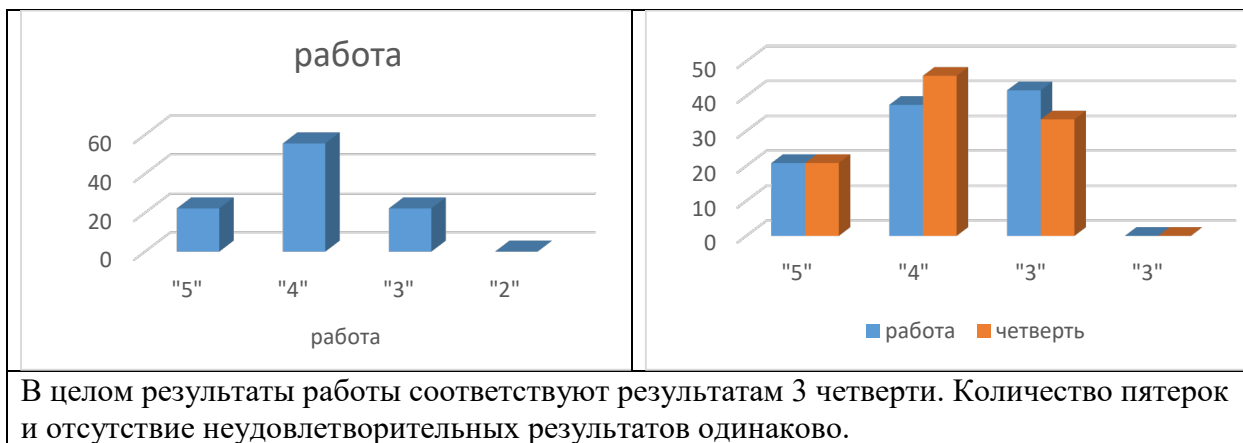 работа
60
40
20
0
"5" "4" "3" "2"
работа
50
40
30
20
10
0
"5" "4" "3" "3"
работа четверть
В целом результаты работы соответствуют результатам 3 четверти. Количество пятерок
и отсутствие неудовлетворительных результатов одинаково.